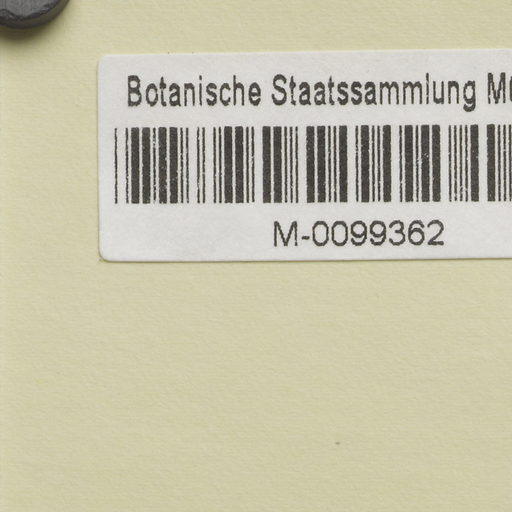 Botanische Staatssammlung
M-0099362